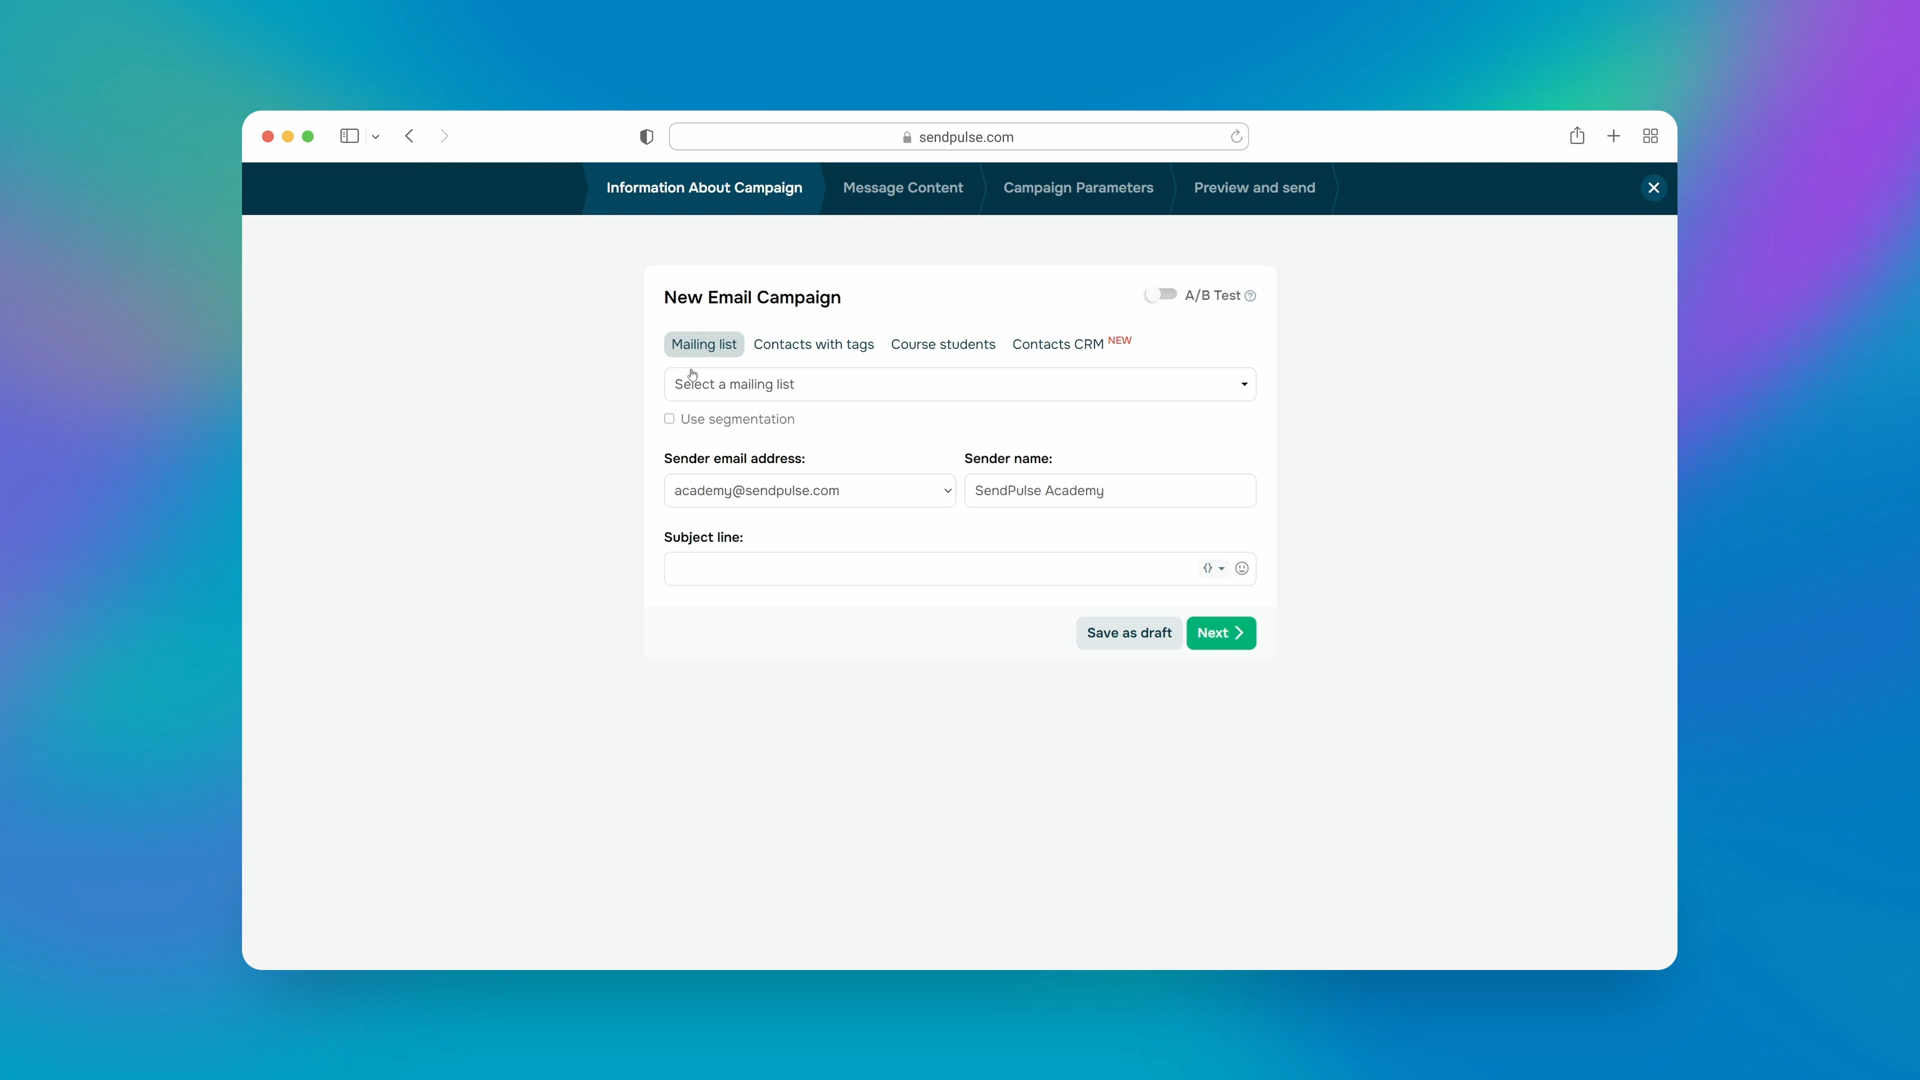 sendpulse.com
Information About Campaign
Message Content
Campaign Parameters
Preview and send
New Email Campaign
A/B Test
Mailing list
Contacts with tags
Course students
Contacts CRM NEW
Select a mailing list
Use segmentation
Sender email address:
Sender name:
academy@sendpulse.com
SendPulse Academy
Subject line:
{}
Save as draft
Next